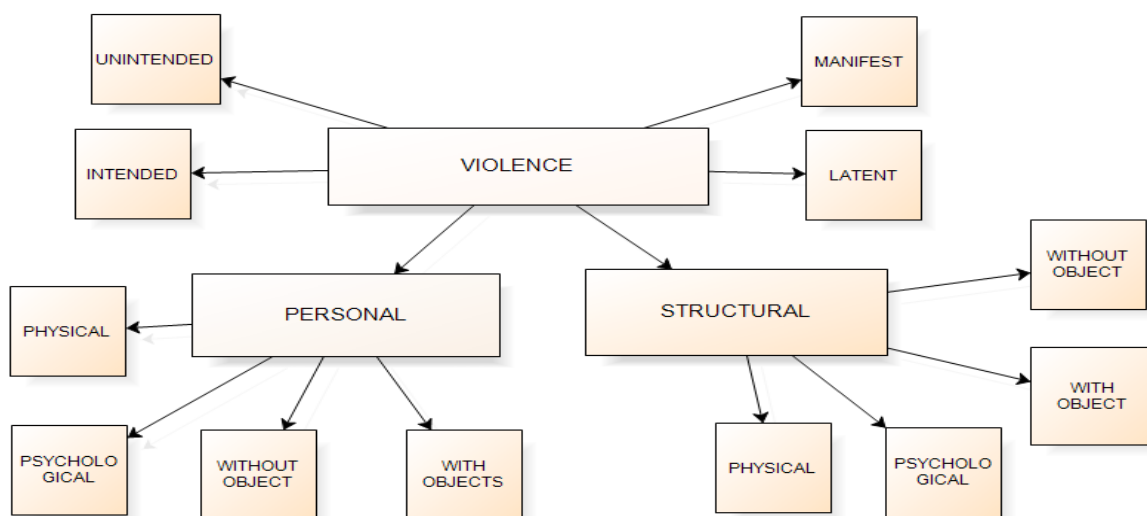 UNINTENDED
MANIFEST
VIOLENCE
INTENDED
LATENT
WITHOUT
OBJECT
PERSONAL
STRUCTURAL
PHYSICAL
WITH
OBJECT
PSYCHOLO
GICAL
WITHOUT
OBJECT
WITH
OBJECTS
PHYSICAL
PSYCHOLO
GICAL